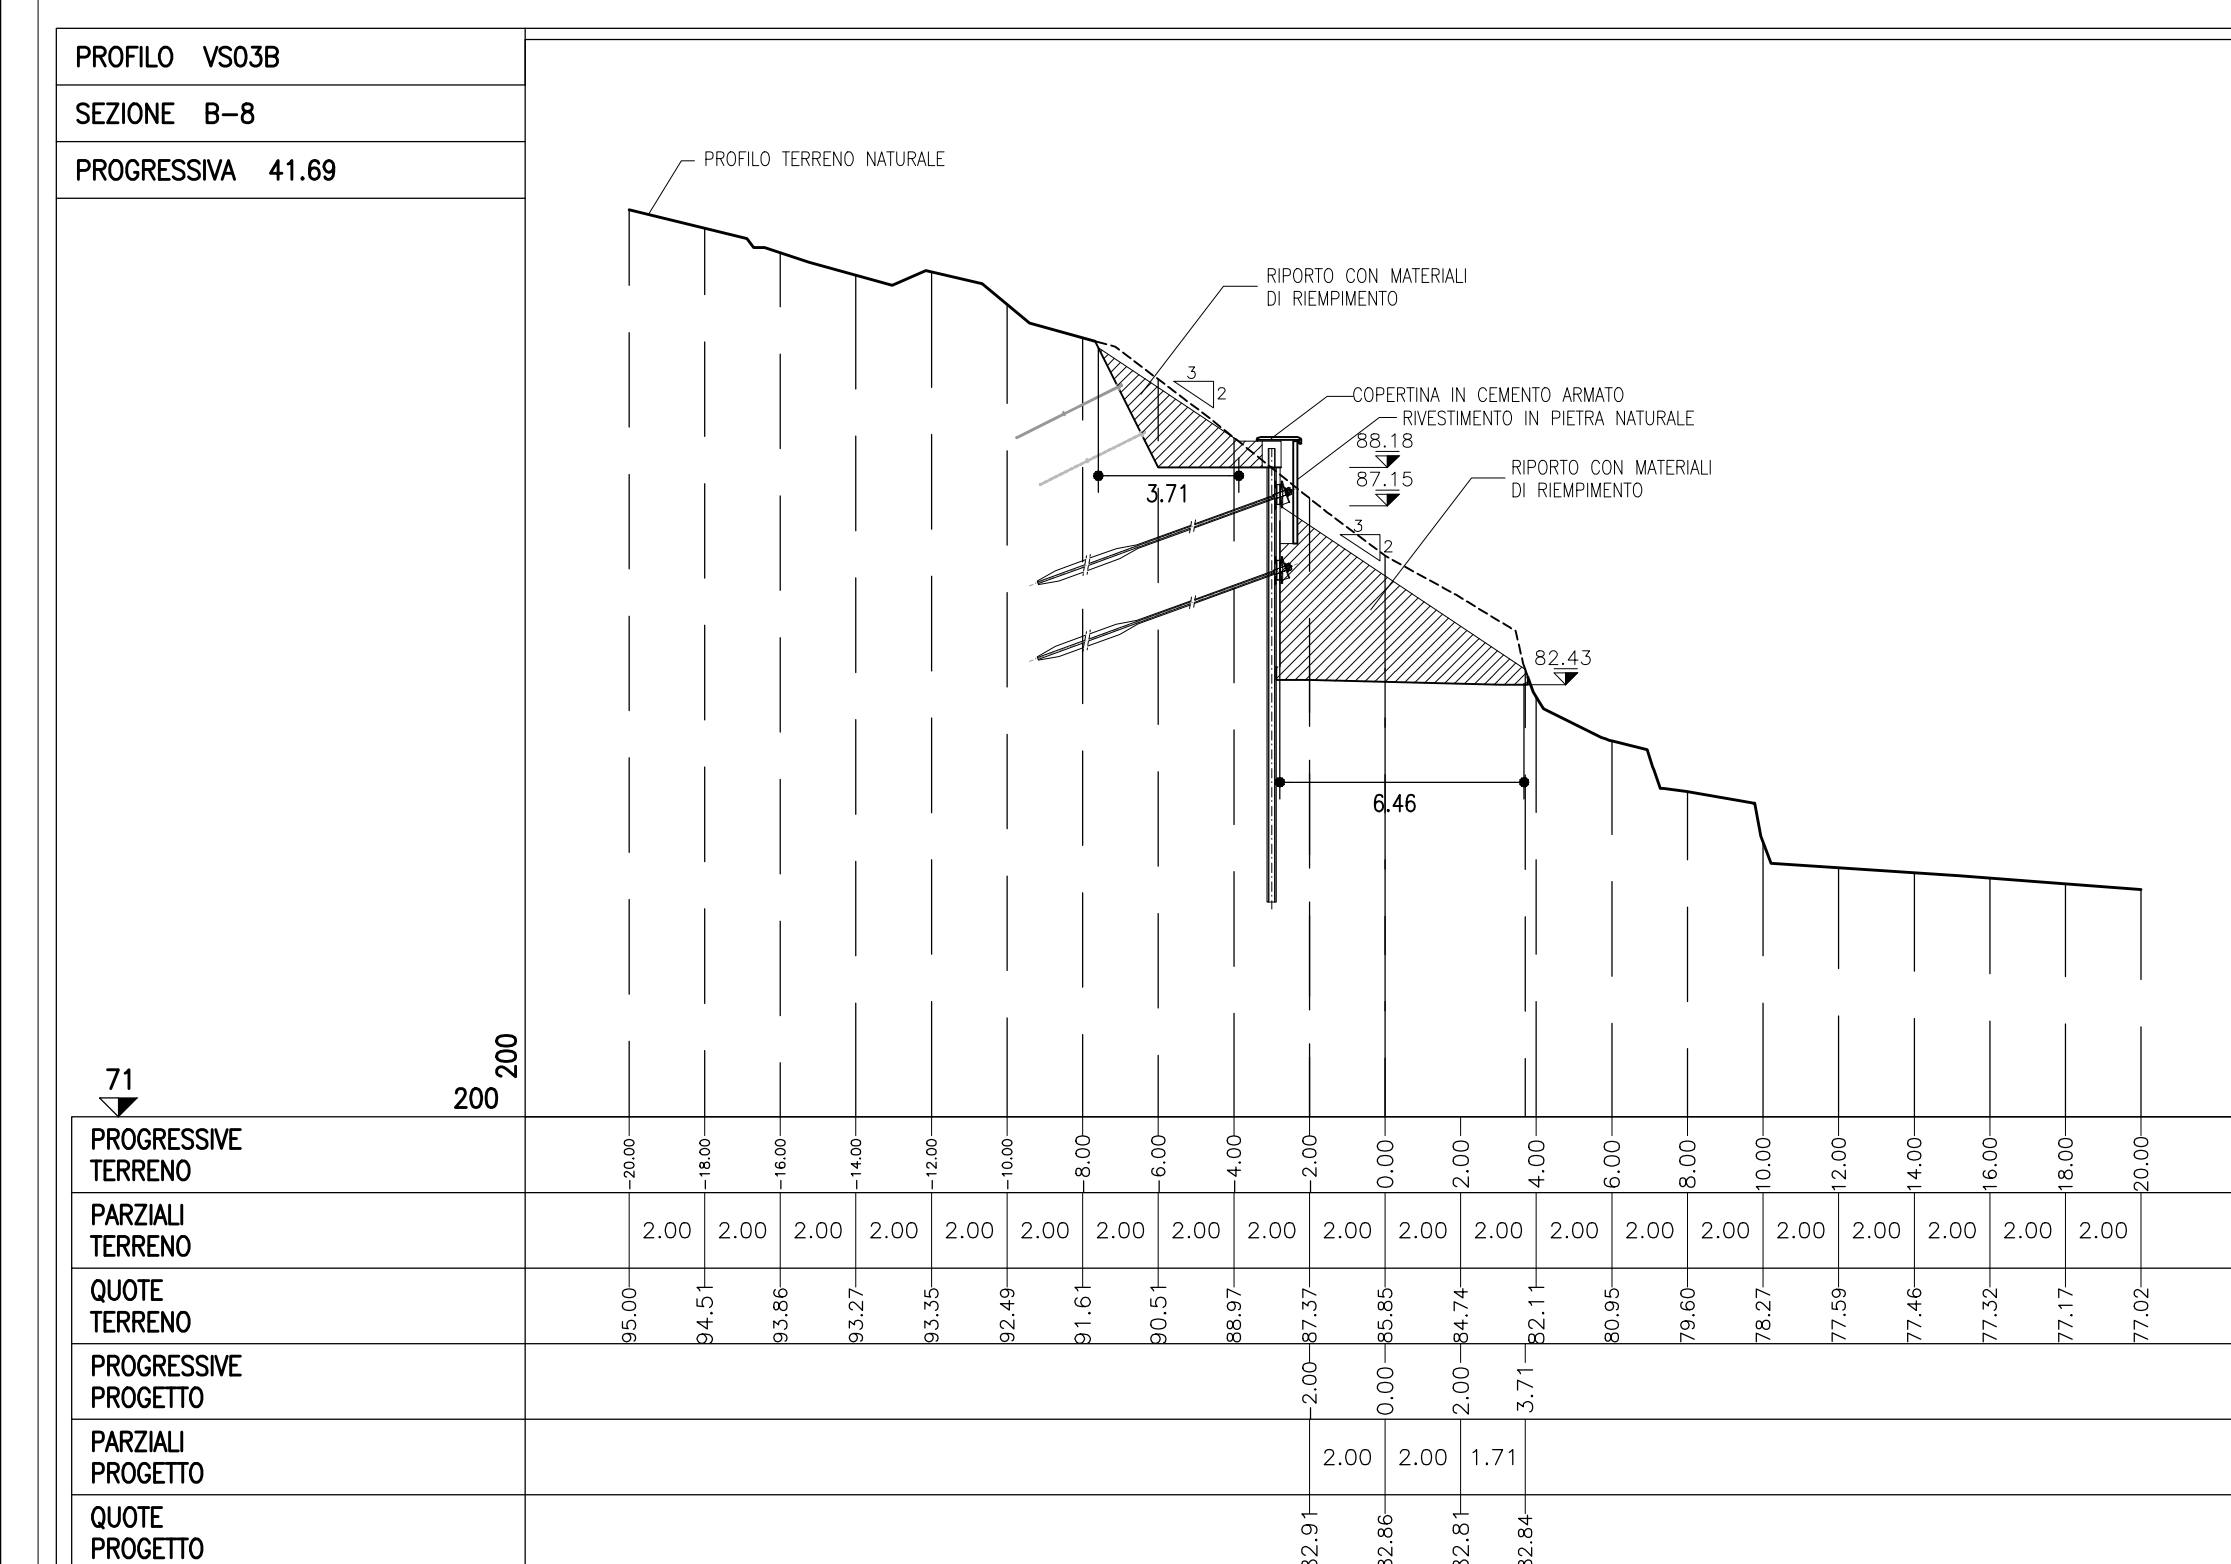 PROFILO VS03B
SEZIONE B-8
PROGRESSIVA 41.69
PROFILO TERRENO NATURALE
RIPORTO CON MATERIALI
DI RIEMPIMENTO
3
2
COPERTINA IN CEMENTO ARMATO
RIVESTIMENTO IN PIETRA NATURALE
88.18
87.15
RIPORTO CON MATERIALI
DI RIEMPIMENTO
3.71
3
2
82.43
6.46
200
200
71
PROGRESSIVE
TERRENO
-20.00 -18.00 -16.00 -14.00 -12.00 -10.00 -8.00 -6.00 -4.00 -2.00 0.00 2.00 4.00 6.00 8.00 10.00 12.00 14.00 16.00 18.00 20.00
PARZIALI
TERRENO
2.00 2.00 2.00 2.00 2.00 2.00 2.00 2.00 2.00 2.00 2.00 2.00 2.00 2.00 2.00 2.00 2.00 2.00 2.00 2.00
QUOTE
TERRENO
95.00 94.51 93.86 93.27 93.35 92.49 91.61 90.51 88.97 87.37 85.85 84.74 82.11 80.95 79.60 78.27 77.59 77.46 77.32 77.17 77.02
PROGRESSIVE
PROGETTO
-2.00 0.00 2.00 3.71
PARZIALI
PROGETTO
2.00 2.00 1.71
QUOTE
PROGETTO
82.91 82.86 82.81 82.84